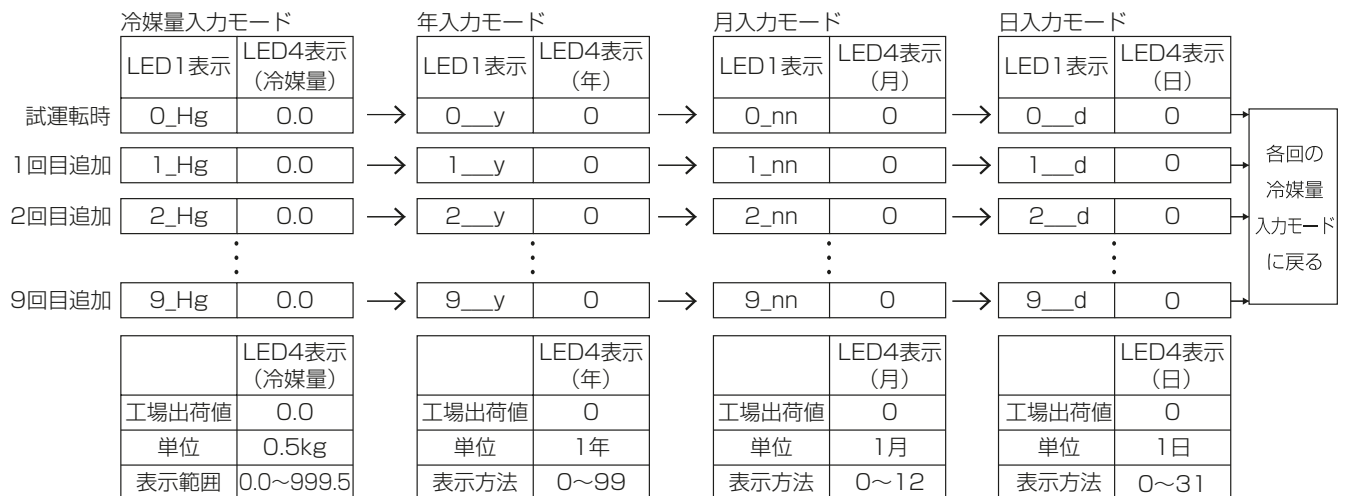 冷媒量入力モード 年入力モード 月入力モード 日入力モード
LED1表示 LED4表示(冷媒量) LED1表示 LED4表示(年) LED1表示 LED4表示(月) LED1表示 LED4表示(日)
試運転時 0_Hg 0.0 → 0__y 0 → 0_nn 0 → 0__d 0
1回目追加 1_Hg 0.0 → 1__y 0 → 1_nn 0 → 1__d 0
2回目追加 2_Hg 0.0 → 2__y 0 → 2_nn 0 → 2__d 0
9回目追加 9_Hg 0.0 → 9__y 0 → 9_nn 0 → 9__d 0
各回の
冷媒量
入力モード
に戻る
LED4表示(冷媒量) LED4表示(年) LED4表示(月) LED4表示(日)
工場出荷値 0.0 工場出荷値 0 工場出荷値 0 工場出荷値 0
単位 0.5kg 単位 1年 単位 1月 単位 1日
表示範囲 0.0~999.5 表示方法 0~99 表示方法 0~12 表示方法 0~31